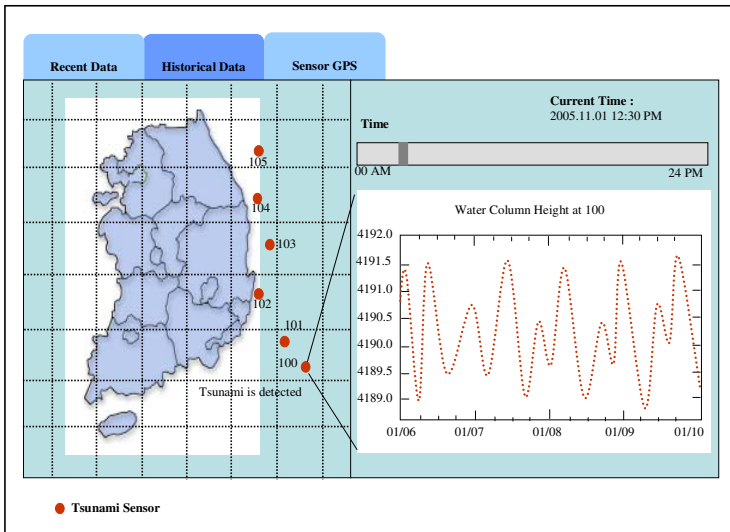 Recent Data
Historical Data
Sensor GPS
Current Time :
2005.11.01 12:30 PM
Time
00 AM
24 PM
105
104
103
102
101
100
Tsunami is detected
Water Column Height at 100
4192.0
4191.5
4191.0
4190.5
4190.0
4189.5
4189.0
01/06
01/07
01/08
01/09
01/10
Tsunami Sensor